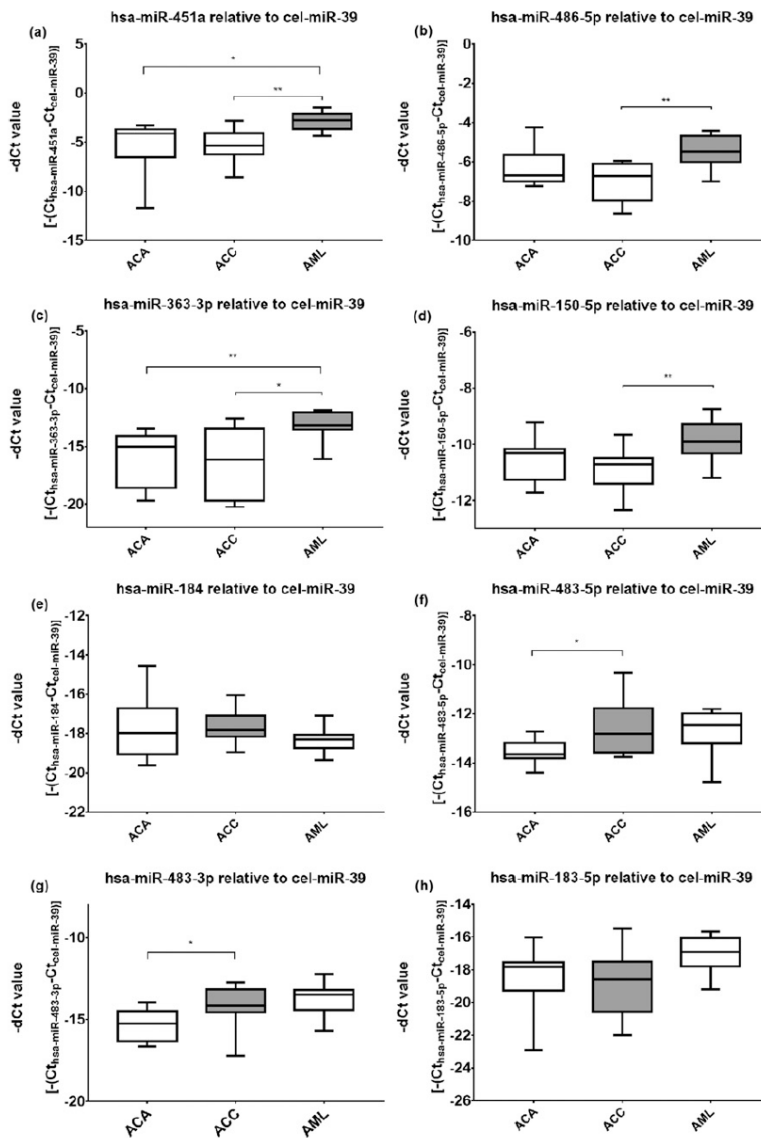 hsa-miR-451a relative to cel-miR-39
(a)
-dCt value
[-(Cthsa-miR-451a-Ctcel-miR-39)]
5
0
-5
-10
-15
*
**
ACA
ACC
AML
hsa-miR-486-5p relative to cel-miR-39
(b)
-dCt value
[-(Cthsa-miR-486-5p-Ctcel-miR-39)]
0
-2
-4
-6
-8
-10
**
ACA
ACC
AML
hsa-miR-363-3p relative to cel-miR-39
(c)
-dCt value
[-(Cthsa-miR-363-3p-Ctcel-miR-39)]
-5
-10
-15
-20
**
*
ACA
ACC
AML
hsa-miR-150-5p relative to cel-miR-39
(d)
-dCt value
[-(Cthsa-miR-150-5p-Ctcel-miR-39)]
-6
-8
-10
-12
**
ACA
ACC
AML
hsa-miR-184 relative to cel-miR-39
(e)
-dCt value
[-(Cthsa-miR-184-Ctcel-miR-39)]
-12
-14
-16
-18
-20
-22
ACA
ACC
AML
hsa-miR-483-5p relative to cel-miR-39
(f)
-dCt value
[-(Cthsa-miR-483-5p-Ctcel-miR-39)]
-8
-10
-12
-14
-16
*
ACA
ACC
AML
hsa-miR-483-3p relative to cel-miR-39
(g)
-dCt value
[-(Cthsa-miR-483-3p-Ctcel-miR-39)]
-10
-15
-20
*
ACA
ACC
AML
hsa-miR-183-5p relative to cel-miR-39
(h)
-dCt value
[-(Cthsa-miR-183-5p-Ctcel-miR-39)]
-14
-16
-18
-20
-22
-24
-26
ACA
ACC
AML